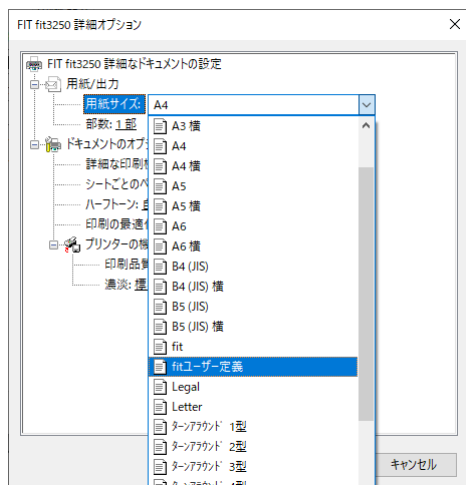 FIT fit3250 詳細オプション
FIT fit3250 詳細なドキュメントの設定
用紙/出力
用紙サイズ: A4
部数: 1 部
A3 横
ドキュメントのオプ
A4
詳細な印刷
A4 横
シートごとのペ
A5
ハーフトーン:
A5 横
印刷の最適
A6
プリンターの機
A6 横
印刷品質
B4 (JIS)
濃淡: 標
B4 (JIS) 横
B5 (JIS)
B5 (JIS) 横
fit
fitユーザー定義
Legal
Letter
ターンアラウンド 1型
ターンアラウンド 2型
ターンアラウンド 3型
キャンセル